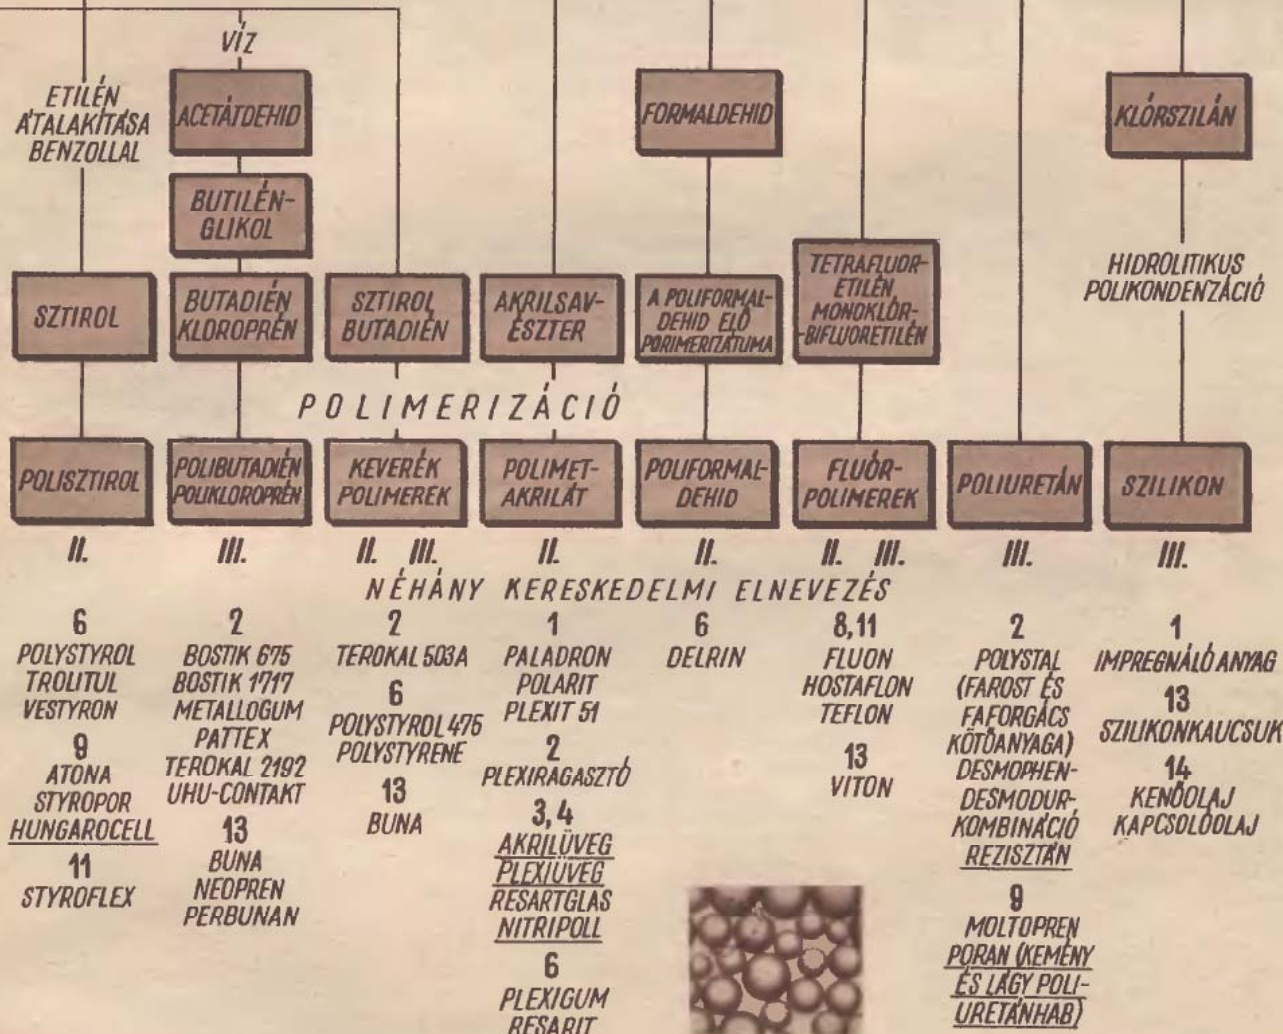 VÍZ
ETILÉN
ÁTALAKÍTÁSA
BENZOLLAL
ACETÁTDEHID
FORMALDEHID
KLÓRSZILÁN
BUTILÉN-
GLIKOL
HIDROLITIKUS
POLIKONDENZÁCIÓ
SZTIROL
BUTADIÉN
KLOROPRÉN
SZTIROL
BUTADIÉN
AKRILSAV-
ÉSZTER
A POLIFORMAL-
DEHID ELŐ
PORIMERIZÁTUMA
TETRAFLUOR-
ETILÉN,
MONOKLÓR-
-BIFLUORETILÉN
POLIMERIZÁCIÓ
POLISZTIROL
POLIBUTADIÉN
POLIKLOROPRÉN
KEVERÉK
POLIMEREK
POLIMET-
AKRILÁT
POLIFORMAL-
DEHID
FLUÓR-
POLIMEREK
POLIURETÁN
SZILIKON
II.
III.
II. III.
II.
II.
II. III.
III.
III.
NÉHÁNY KERESKEDELMI ELNEVEZÉS
6
POLYSTYROL
TROLITUL
VESTYRON
9
ATONA
STYROPOR
HUNGAROCELL
11
STYROFLEX
2
BOSTIK 675
BOSTIK 1717
METALLOGUM
PATTEX
TEROKAL 2192
UHU-CONTAKT
13
BUNA
NEOPREN
PERBUNAN
2
TEROKAL 503A
6
POLYSTYROL 475
POLYSTYRENE
13
BUNA
1
PALADRON
POLARIT
PLEXIT 51
2
PLEXIRAGASZTÓ
3,4
AKRILÜVEG
PLEXIÜVEG
RESARTGLAS
NITRIPOLL
6
PLEXIGUM
RESARIT
6
DELRIN
8,11
FLUON
HOSTAFLON
TEFLON
13
VITON
2
POLYSTAL
(FAROST ÉS
FAFORGÁCS
KÖTŐANYAGA)
DESMOPHEN-
DESMODUR-
KOMBINÁCIÓ
REZISZTÁN
9
MOLTOPREN
PORAN (KEMÉNY
ÉS LÁGY POLI-
URETÁNHAB)
1
IMPREGNÁLÓ ANYAG
13
SZILIKONKAUCSUK
14
KENŐOLAJ
KAPCSOLÓOLAJ